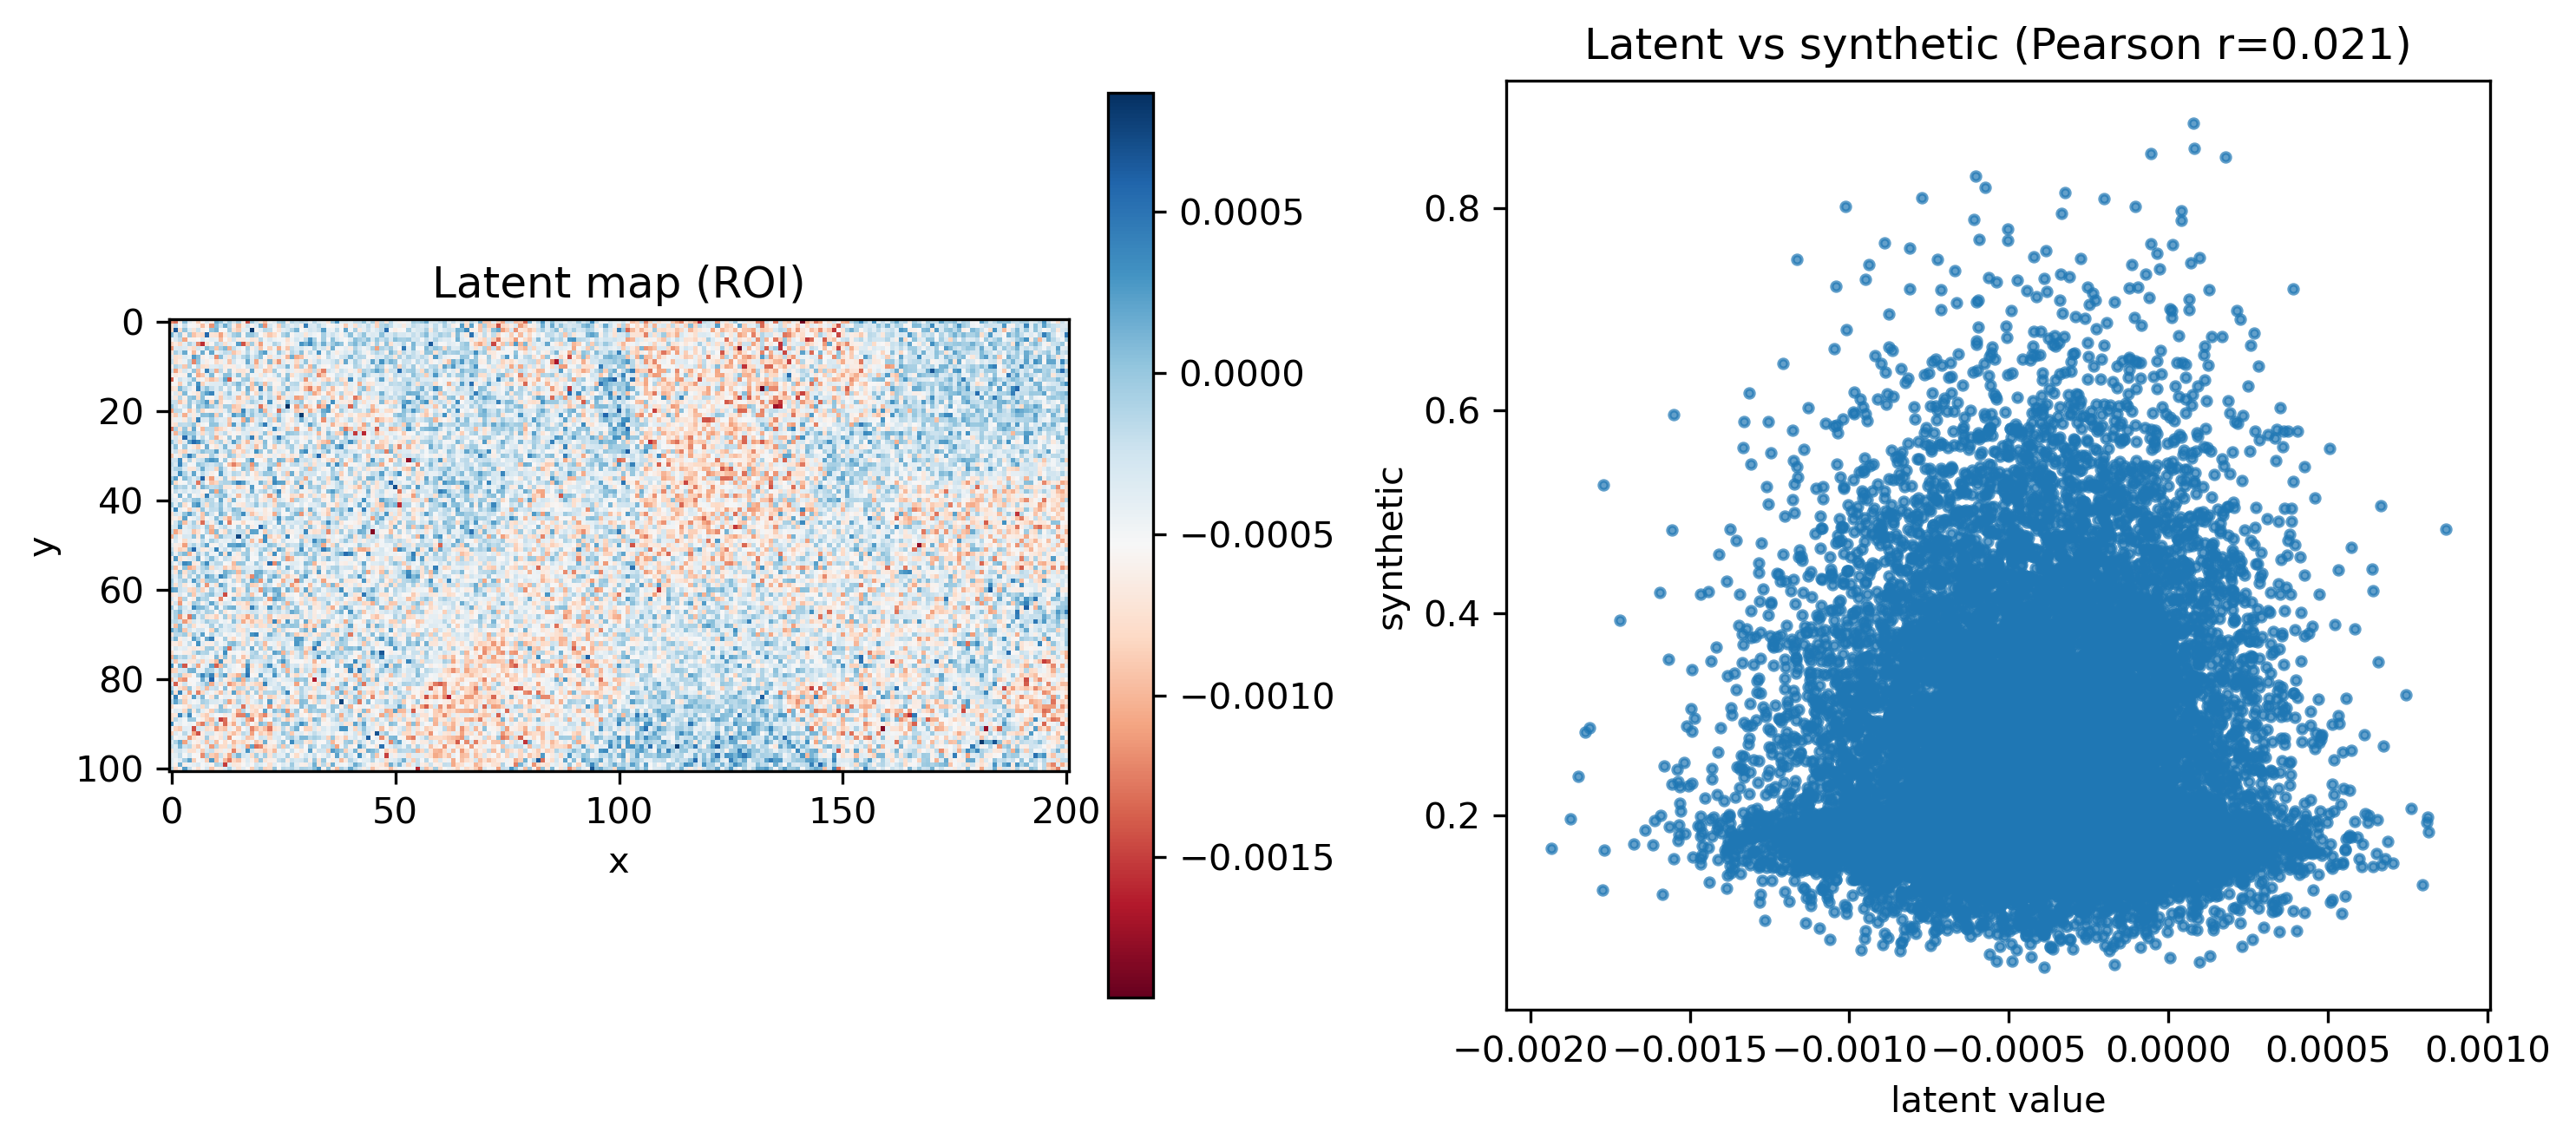 Latent map (ROI)
0
20
40
60
80
100
y
0 50 100 150 200
x
0.0005
0.0000
−0.0005
−0.0010
−0.0015
Latent vs synthetic (Pearson r=0.021)
0.8
0.6
0.4
0.2
synthetic
−0.0020 −0.0015 −0.0010 −0.0005 0.0000 0.0005 0.0010
latent value